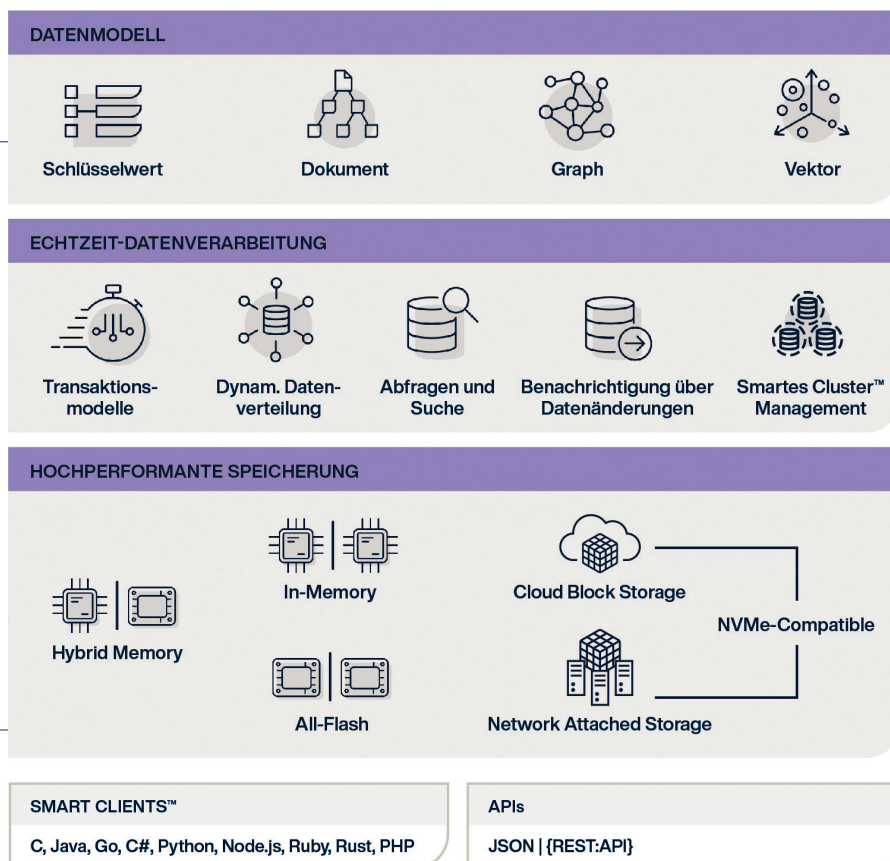 DATENMODELL
Schlüsselwert
Dokument
Graph
Vektor
ECHTZEIT-DATENVERARBEITUNG
Transaktions-
modelle
Dynam. Daten-
verteilung
Abfragen und
Suche
Benachrichtigung über
Datenänderungen
Smartes Cluster™
Management
HOCHPERFORMANTE SPEICHERUNG
Hybrid Memory
In-Memory
All-Flash
Cloud Block Storage
Network Attached Storage
NVMe-Compatible
SMART CLIENTS™
C, Java, Go, C#, Python, Node.js, Ruby, Rust, PHP
APIs
JSON | {REST:API}